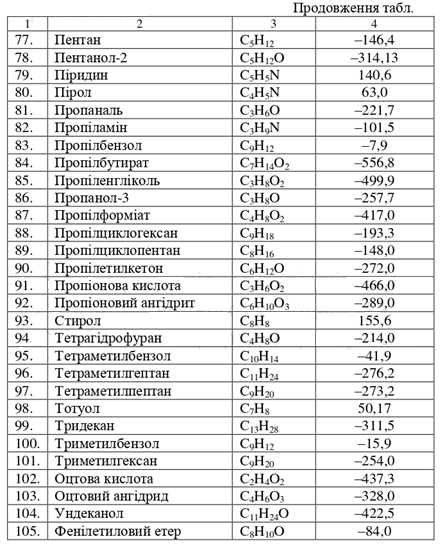 Продовження табл.
1 2 3 4
77. Пентан C₅H₁₂ –146,4
78. Пентанол-2 C₅H₁₂O –314,13
79. Піридин C₅H₅N 140,6
80. Пірол C₄H₅N 63,0
81. Пропаналь C₃H₆O –221,7
82. Пропіламін C₃H₉N –101,5
83. Пропілбензол C₉H₁₂ –7,9
84. Пропілбутират C₇H₁₄O₂ –556,8
85. Пропіленгліколь C₃H₈O₂ –499,9
86. Пропанол-3 C₃H₈O –257,7
87. Пропілформіат C₄H₈O₂ –417,0
88. Пропілциклогексан C₉H₁₈ –193,3
89. Пропілциклопентан C₈H₁₆ –148,0
90. Пропілетилкетон C₆H₁₂O –272,0
91. Пропіонова кислота C₃H₆O₂ –466,0
92. Пропіоновий ангідрит C₆H₁₀O₃ –289,0
93. Стирол C₈H₈ 155,6
94 Тетрагідрофуран C₄H₈O –214,0
95. Тетраметилбензол C₁₀H₁₄ –41,9
96. Тетраметилгептан C₁₁H₂₄ –276,2
97. Тетраметилпептан C₉H₂₀ –273,2
98. Тотуол C₇H₈ 50,17
99. Тридекан C₁₃H₂₈ –311,5
100. Триметилбензол C₉H₁₂ –15,9
101. Триметилгексан C₉H₂₀ –254,0
102. Оцтова кислота C₂H₄O₂ –437,3
103. Оцтовий ангідрид C₄H₆O₃ –328,0
104. Ундеканол C₁₁H₂₄O –422,5
105. Фенілетиловий етер C₈H₁₀O –84,0